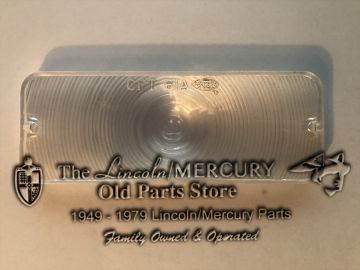 The Lincoln/MERCURY
Old Parts Store
1949 - 1979 Lincoln/Mercury Parts
Family Owned & Operated